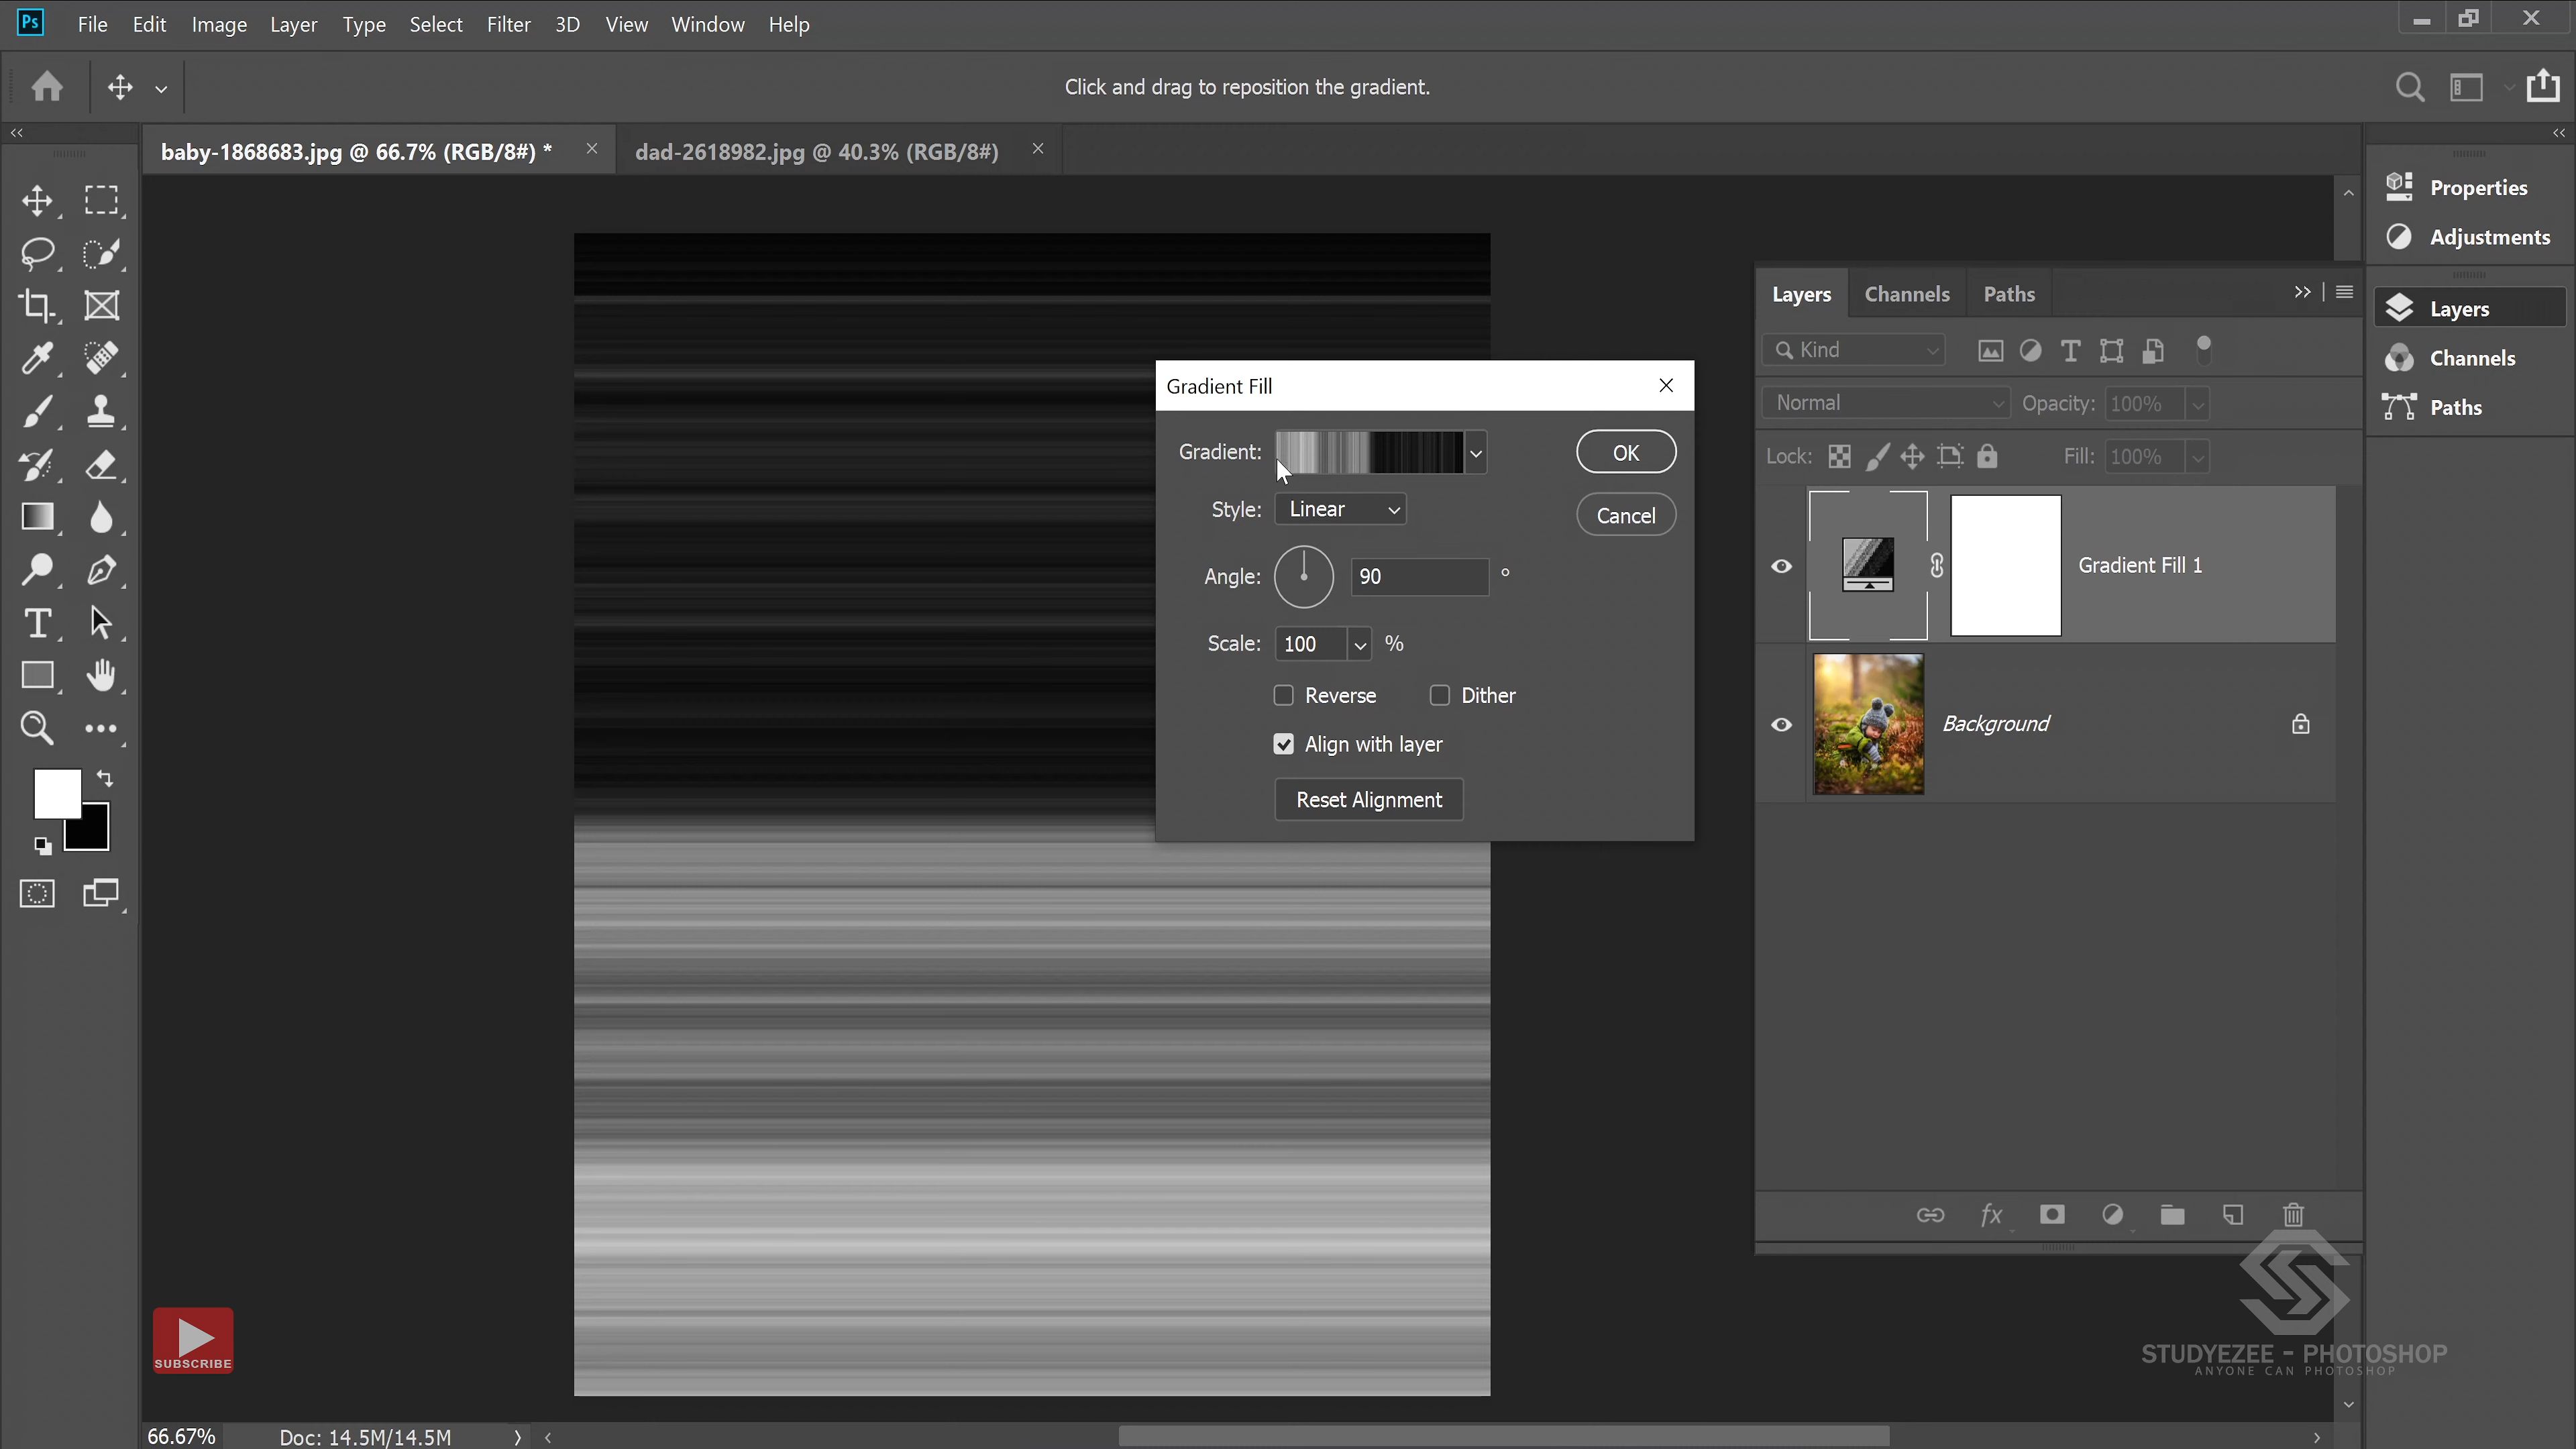 Ps File Edit Image Layer Type Select Filter 3D View Window Help
Click and drag to reposition the gradient.
baby-1868683.jpg @ 66.7% (RGB/8#) * dad-2618982.jpg @ 40.3% (RGB/8#)
Properties
Adjustments
Layers
Channels
Paths
Layers Channels Paths
Kind
Normal Opacity: 100%
Lock: Fill: 100%
Gradient Fill 1
Background
Gradient Fill
Gradient: OK
Style: Linear Cancel
Angle: 90 °
Scale: 100 %
Reverse Dither
Align with layer
Reset Alignment
SUBSCRIBE
STUDYEZEE - PHOTOSHOP
ANYONE CAN PHOTOSHOP
66.67% Doc: 14.5M/14.5M